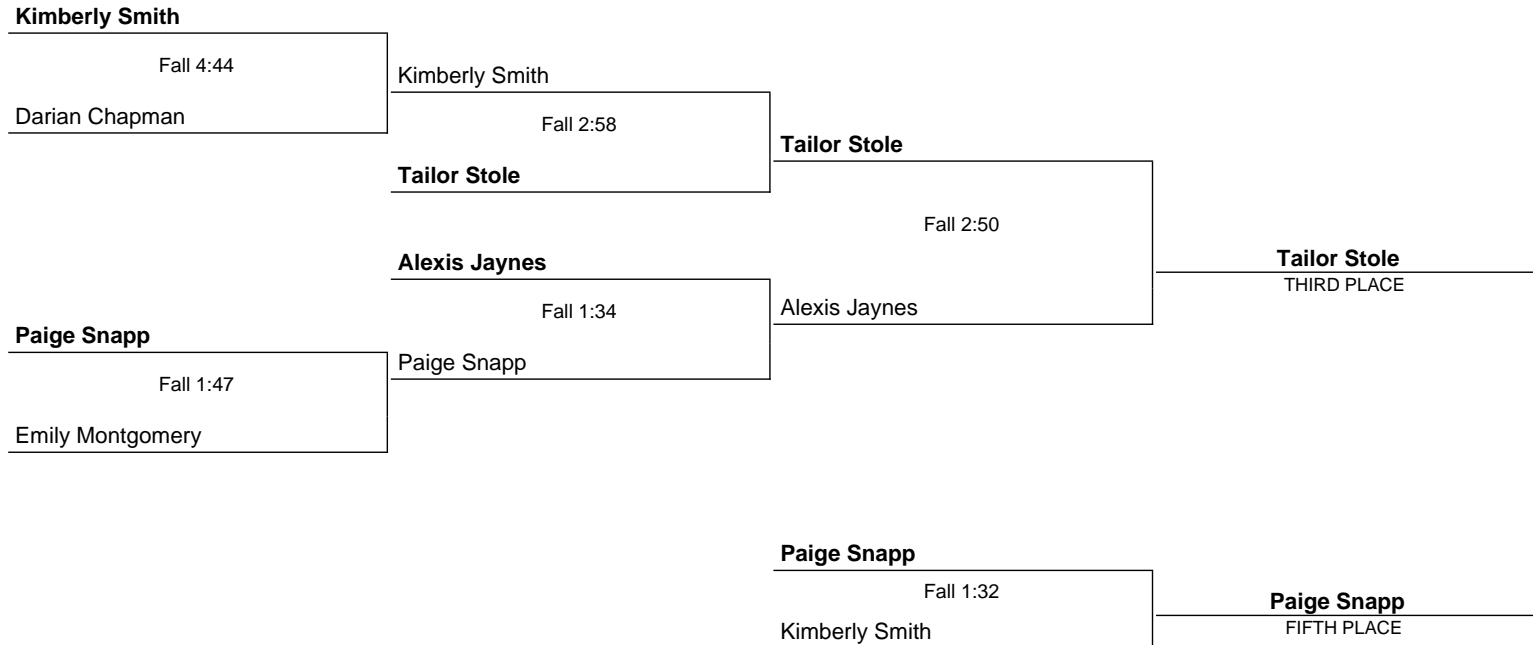 Kimberly Smith
Fall 4:44
Darian Chapman
Kimberly Smith
Fall 2:58
Tailor Stole
Tailor Stole
Fall 2:50
Alexis Jaynes
Alexis Jaynes
Fall 1:34
Paige Snapp
Paige Snapp
Fall 1:47
Emily Montgomery
Tailor Stole
THIRD PLACE
Paige Snapp
Fall 1:32
Kimberly Smith
Paige Snapp
FIFTH PLACE